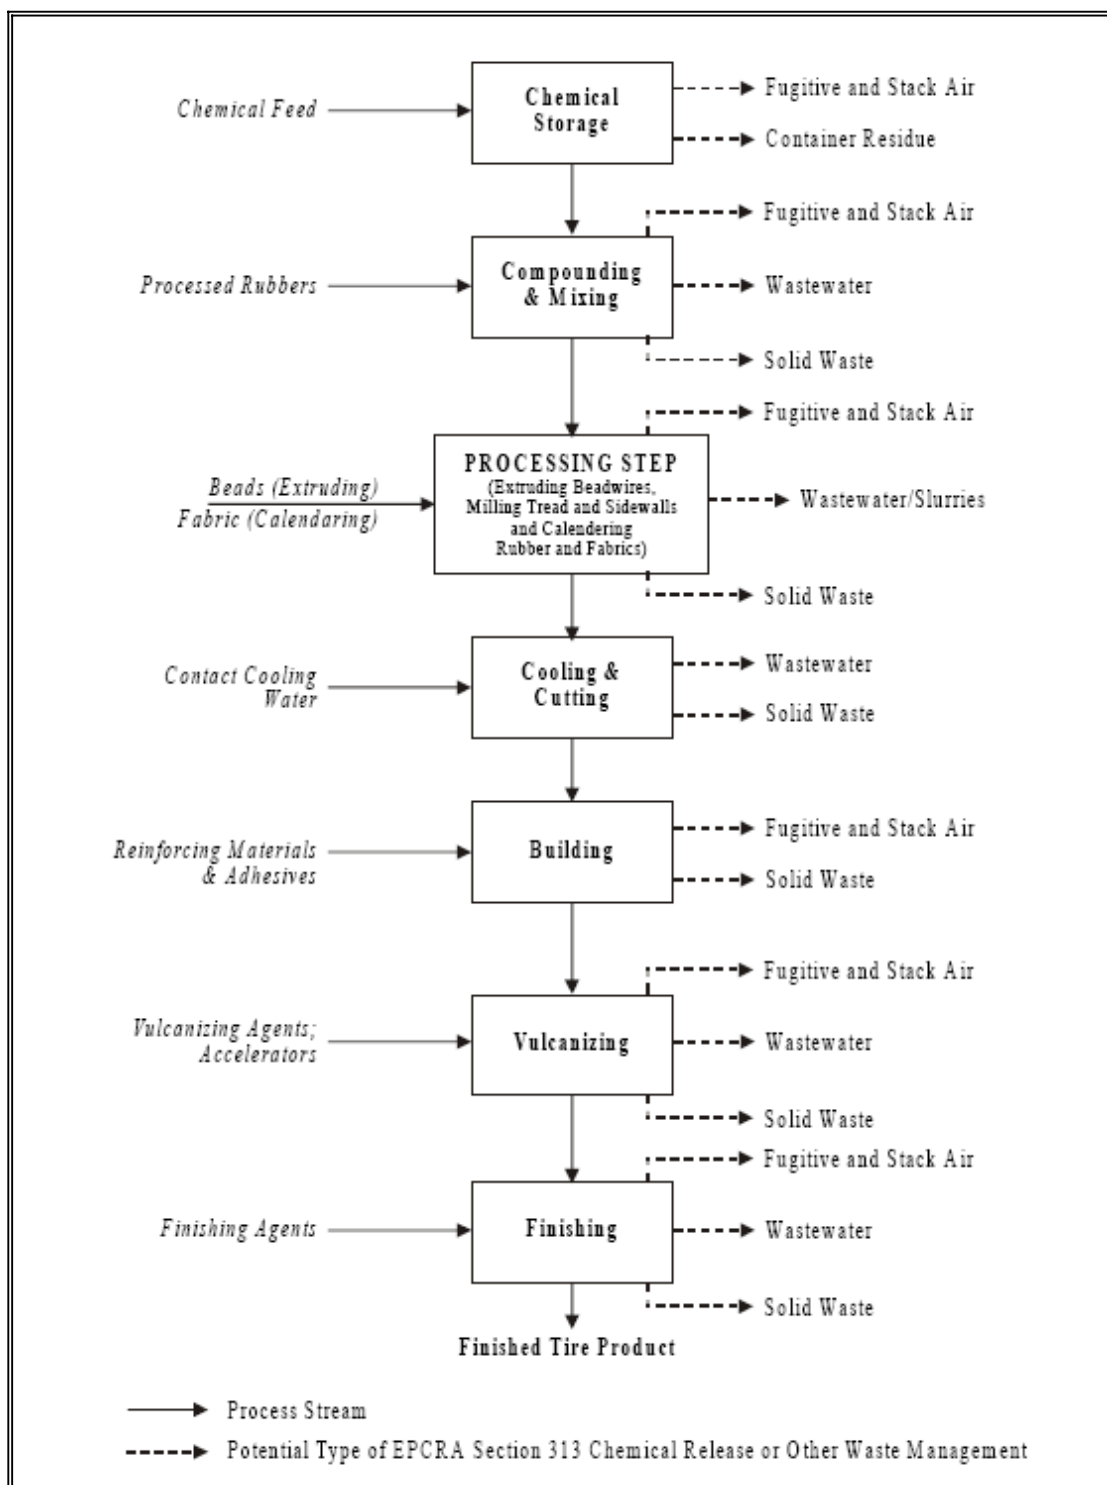 Chemical Feed
Chemical
Storage
Fugitive and Stack Air
Container Residue
Processed Rubbers
Compounding
& Mixing
Fugitive and Stack Air
Wastewater
Solid Waste
Beads (Extruding)
Fabric (Calendaring)
PROCESSING STEP
(Extruding Beadwires,
Milling Tread and Sidewalls
and Calendering
Rubber and Fabrics)
Fugitive and Stack Air
Wastewater/Slurries
Solid Waste
Contact Cooling
Water
Cooling &
Cutting
Wastewater
Solid Waste
Reinforcing Materials
& Adhesives
Building
Fugitive and Stack Air
Solid Waste
Vulcanizing Agents;
Accelerators
Vulcanizing
Fugitive and Stack Air
Wastewater
Solid Waste
Finishing Agents
Finishing
Fugitive and Stack Air
Wastewater
Solid Waste
Finished Tire Product
Process Stream
Potential Type of EPCRA Section 313 Chemical Release or Other Waste Management